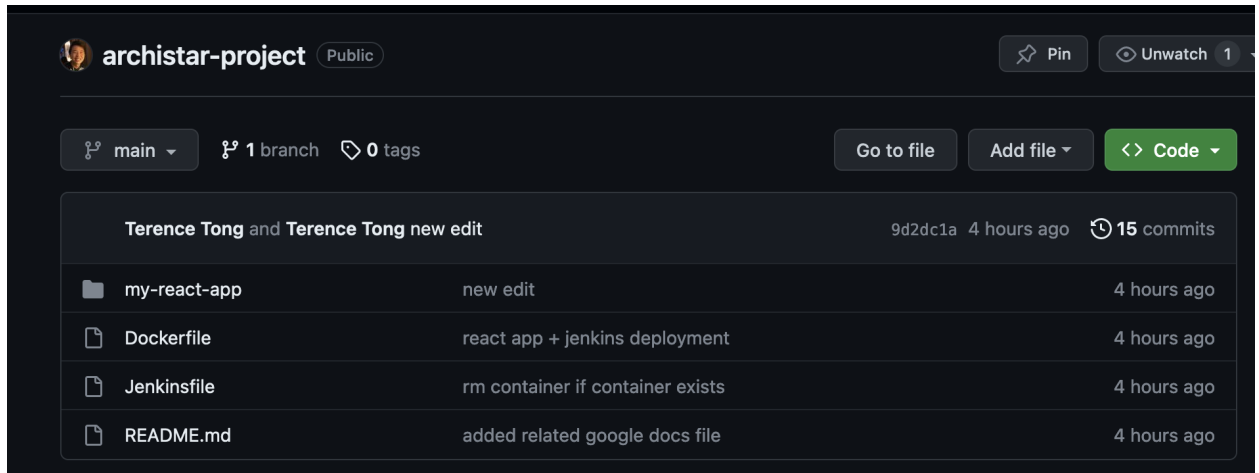 archistar-project Public Pin Unwatch 1
main 1 branch 0 tags Go to file Add file <> Code
Terence Tong and Terence Tong new edit 9d2dc1a 4 hours ago 15 commits
my-react-app new edit 4 hours ago
Dockerfile react app + jenkins deployment 4 hours ago
Jenkinsfile rm container if container exists 4 hours ago
README.md added related google docs file 4 hours ago